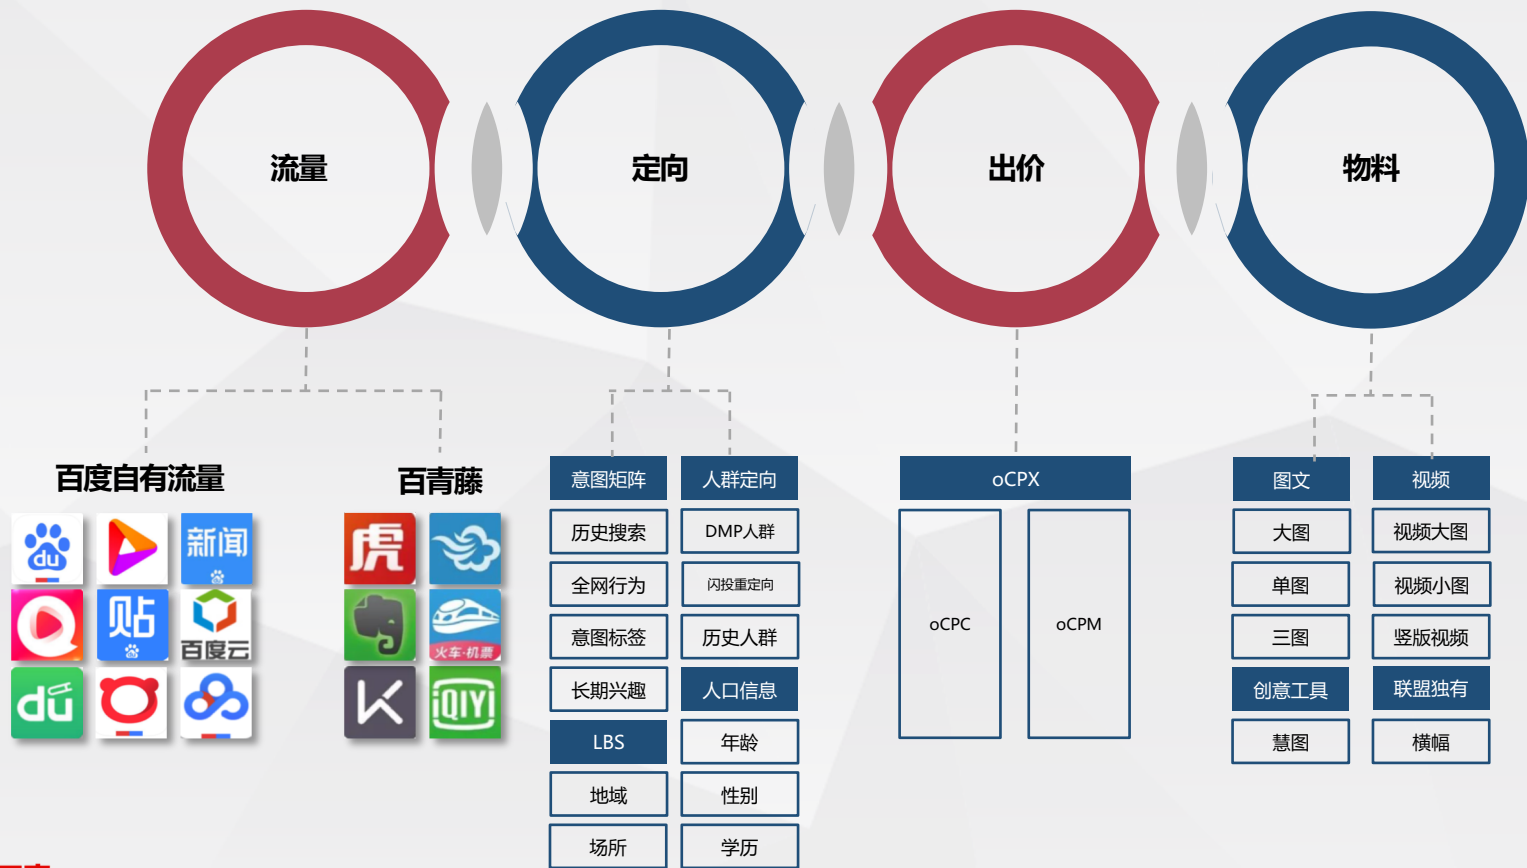 流量
定向
出价
物料
百度自有流量
百青藤
du
新闻
贴
百度云
du
虎
火车·机票
iQIYI
意图矩阵
历史搜索
全网行为
意图标签
长期兴趣
LBS
地域
场所
人群定向
DMP人群
闪投重定向
历史人群
人口信息
年龄
性别
学历
oCPX
oCPC
oCPM
图文
大图
单图
三图
创意工具
慧图
视频
视频大图
视频小图
竖版视频
联盟独有
横幅